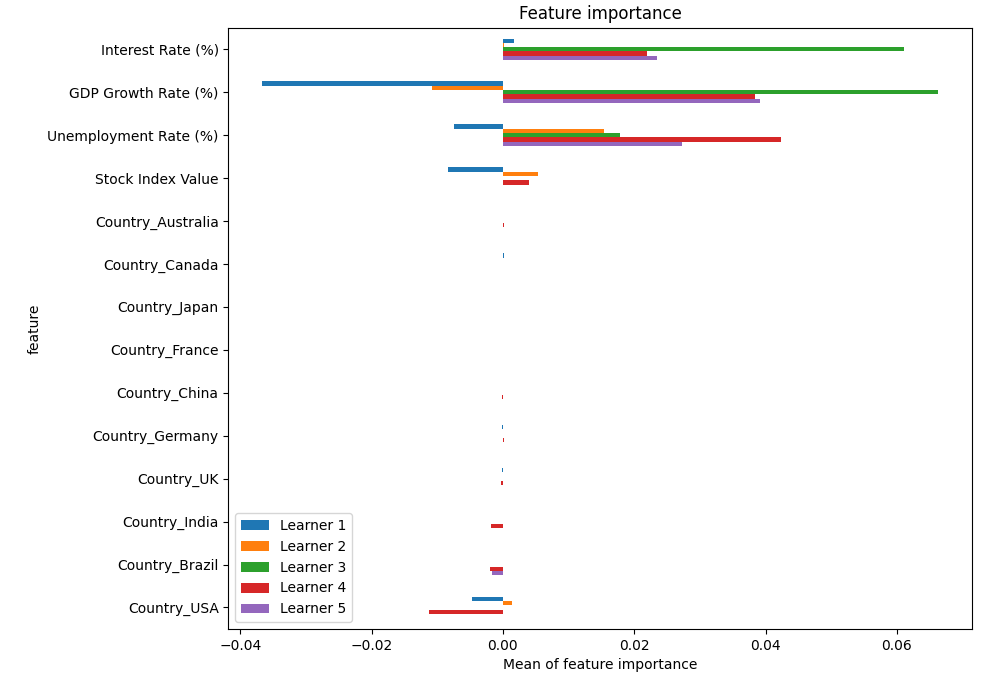 Feature importance
Interest Rate (%)
GDP Growth Rate (%)
Unemployment Rate (%)
Stock Index Value
Country_Australia
Country_Canada
Country_Japan
Country_France
Country_China
Country_Germany
Country_UK
Country_India
Country_Brazil
Country_USA
feature
Learner 1
Learner 2
Learner 3
Learner 4
Learner 5
−0.04 −0.02 0.00 0.02 0.04 0.06
Mean of feature importance